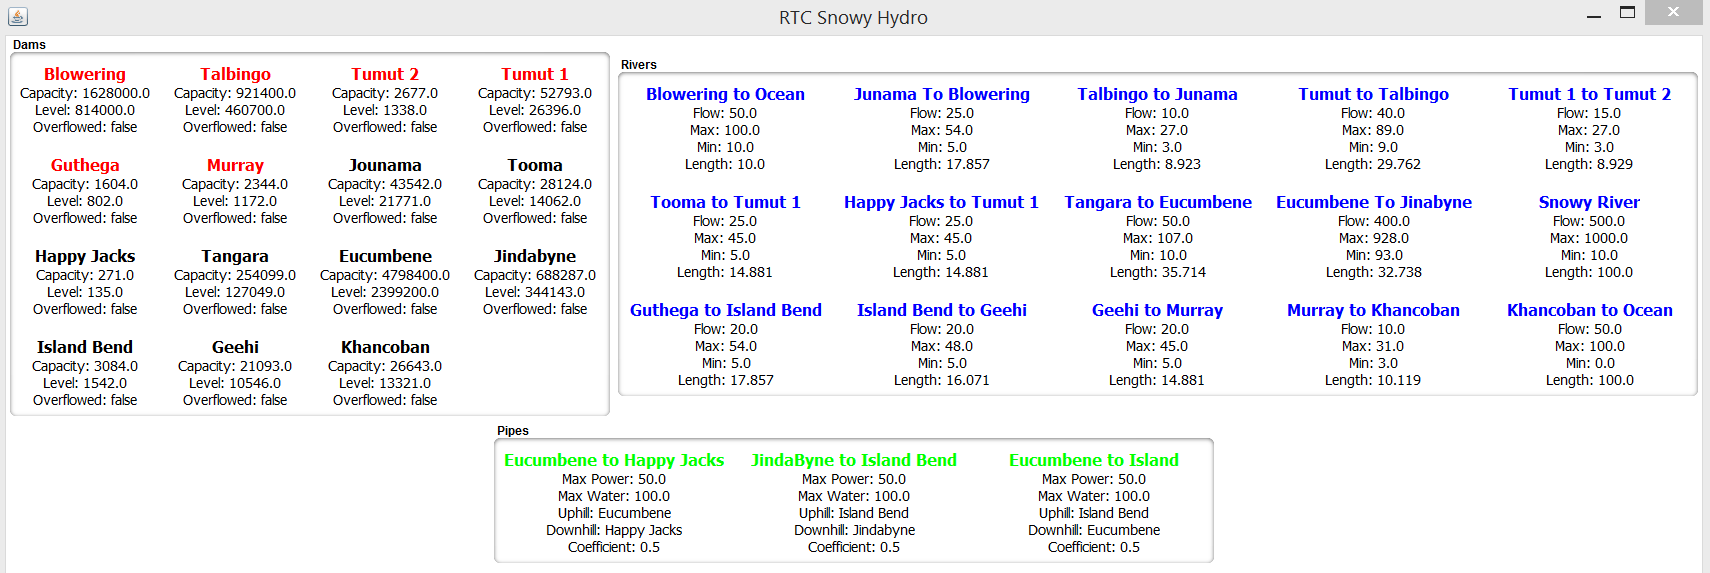 RTC Snowy Hydro
Dams
Blowering Talbingo Tumut 2 Tumut 1
Capacity: 1628000.0 Capacity: 921400.0 Capacity: 2677.0 Capacity: 52793.0
Level: 814000.0 Level: 460700.0 Level: 1338.0 Level: 26396.0
Overflowed: false Overflowed: false Overflowed: false Overflowed: false
Guthega Murray Jounama Tooma
Capacity: 1604.0 Capacity: 2344.0 Capacity: 43542.0 Capacity: 28124.0
Level: 802.0 Level: 1172.0 Level: 21771.0 Level: 14062.0
Overflowed: false Overflowed: false Overflowed: false Overflowed: false
Happy Jacks Tangara Eucumbene Jindabyne
Capacity: 271.0 Capacity: 254099.0 Capacity: 4798400.0 Capacity: 688287.0
Level: 135.0 Level: 127049.0 Level: 2399200.0 Level: 344143.0
Overflowed: false Overflowed: false Overflowed: false Overflowed: false
Island Bend Geehi Khancoban
Capacity: 3084.0 Capacity: 21093.0 Capacity: 26643.0
Level: 1542.0 Level: 10546.0 Level: 13321.0
Overflowed: false Overflowed: false Overflowed: false
Rivers
Blowering to Ocean Junama To Blowering Talbingo to Junama Tumut to Talbingo Tumut 1 to Tumut 2
Flow: 50.0 Flow: 25.0 Flow: 10.0 Flow: 40.0 Flow: 15.0
Max: 100.0 Max: 54.0 Max: 27.0 Max: 89.0 Max: 27.0
Min: 10.0 Min: 5.0 Min: 3.0 Min: 9.0 Min: 3.0
Length: 10.0 Length: 17.857 Length: 8.923 Length: 29.762 Length: 8.929
Tooma to Tumut 1 Happy Jacks to Tumut 1 Tangara to Eucumbene Eucumbene To Jinabyne Snowy River
Flow: 25.0 Flow: 25.0 Flow: 50.0 Flow: 400.0 Flow: 500.0
Max: 45.0 Max: 45.0 Max: 107.0 Max: 928.0 Max: 1000.0
Min: 5.0 Min: 5.0 Min: 10.0 Min: 93.0 Min: 10.0
Length: 14.881 Length: 14.881 Length: 35.714 Length: 32.738 Length: 100.0
Guthega to Island Bend Island Bend to Geehi Geehi to Murray Murray to Khancoban Khancoban to Ocean
Flow: 20.0 Flow: 20.0 Flow: 20.0 Flow: 10.0 Flow: 50.0
Max: 54.0 Max: 48.0 Max: 45.0 Max: 31.0 Max: 100.0
Min: 5.0 Min: 5.0 Min: 5.0 Min: 3.0 Min: 0.0
Length: 17.857 Length: 16.071 Length: 14.881 Length: 10.119 Length: 100.0
Pipes
Eucumbene to Happy Jacks JindaByne to Island Bend Eucumbene to Island
Max Power: 50.0 Max Power: 50.0 Max Power: 50.0
Max Water: 100.0 Max Water: 100.0 Max Water: 100.0
Uphill: Eucumbene Uphill: Island Bend Uphill: Island Bend
Downhill: Happy Jacks Downhill: Jindabyne Downhill: Eucumbene
Coefficient: 0.5 Coefficient: 0.5 Coefficient: 0.5